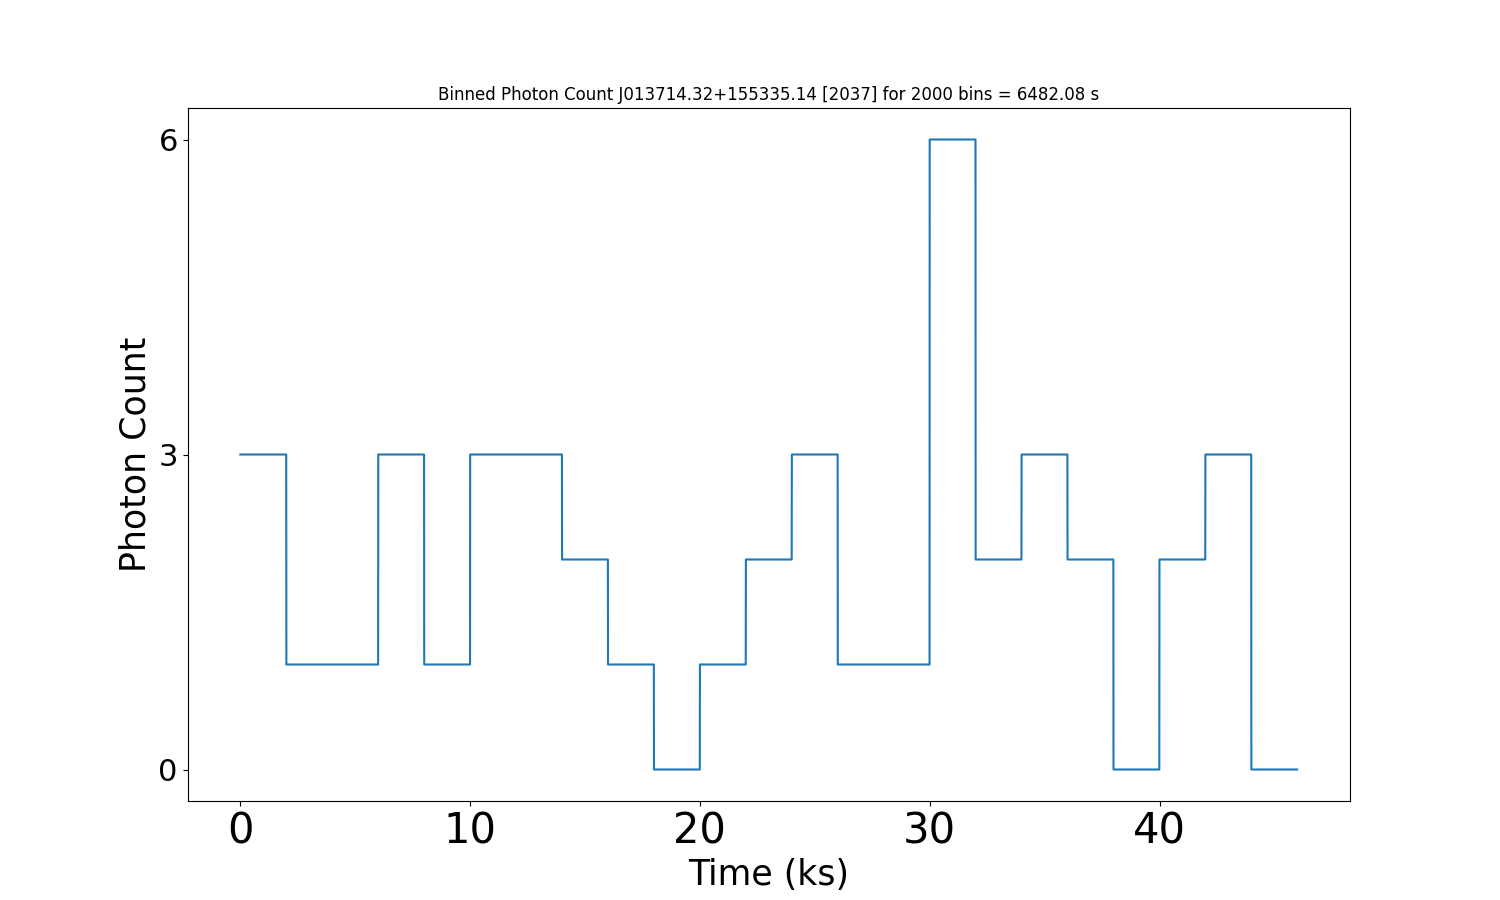 Binned Photon Count J013714.32+155335.14 [2037] for 2000 bins = 6482.08 s
6
3
0
Photon Count
0 10 20 30 40
Time (ks)